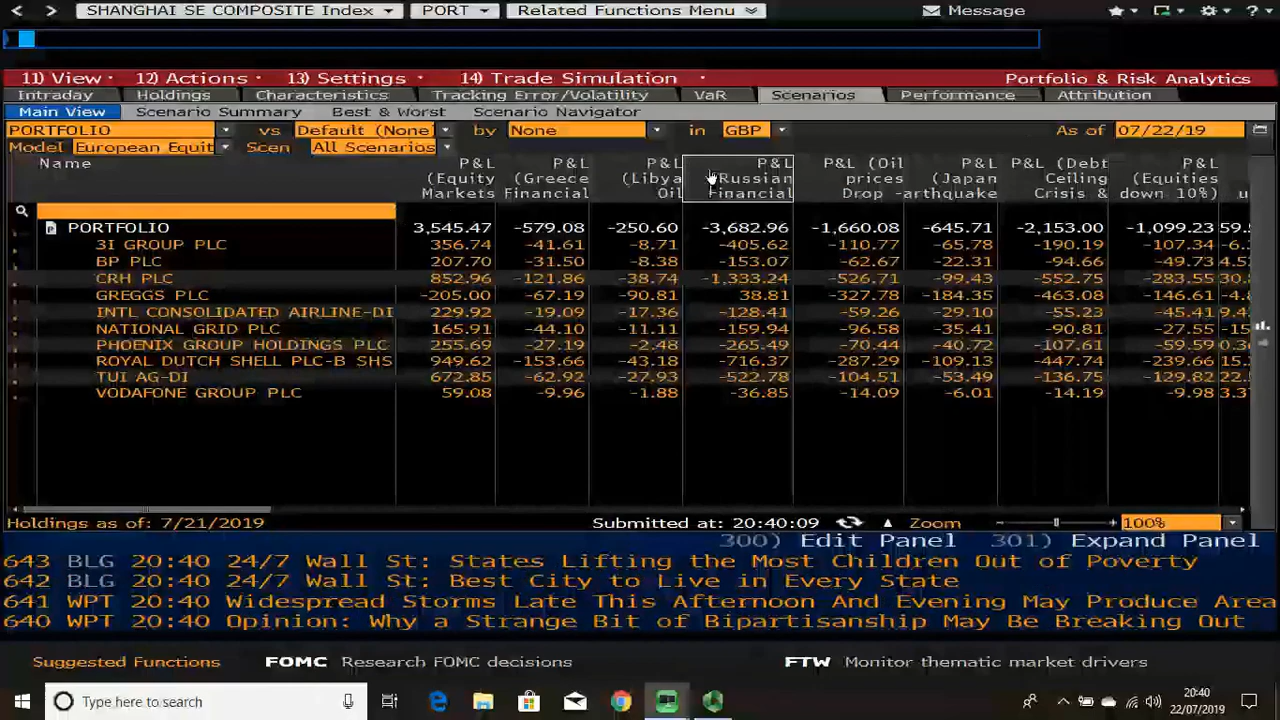 < > SHANGHAI SE COMPOSITE Index PORT Related Functions Menu Message
11) View 12) Actions 13) Settings 14) Trade Simulation Portfolio & Risk Analytics
Intraday Holdings Characteristics Tracking Error/Volatility VaR Scenarios Performance Attribution
Main View Scenario Summary Best & Worst Scenario Navigator
PORTFOLIO vs Default (None) by None in GBP As of 07/22/19
Model European Equit Scen All Scenarios
Name P&L P&L P&L P&L P&L (Oil P&L P&L (Debt P&L
(Equity (Greece (Libya Russian prices (Japan Ceiling (Equities
Markets Financial Oil Financial Drop - arthquake Crisis & down 10%) u
PORTFOLIO 3,545.47 -579.08 -250.60 -3,682.96 -1,660.08 -645.71 -2,153.00 -1,099.23 59.
3I GROUP PLC 356.74 -41.61 -8.71 -405.62 -110.77 -65.78 -190.19 -107.34 -6.
BP PLC 207.70 -31.50 -8.38 -153.07 -62.67 -22.31 -94.66 -49.73 4.5
CRH PLC 852.96 -121.86 -38.74 -1,333.24 -526.71 -99.43 -552.75 -283.55 30.
GREGGS PLC -205.00 -67.19 -90.81 38.81 -327.78 -184.35 -463.08 -146.61 -4.
INTL CONSOLIDATED AIRLINE-DI 229.92 -19.09 -17.36 -128.41 -59.26 -29.10 -55.23 -45.41 9.4
NATIONAL GRID PLC 165.91 -44.10 -11.11 -159.94 -96.58 -35.41 -90.81 -27.55 -15
PHOENIX GROUP HOLDINGS PLC 255.69 -27.19 -2.48 -265.49 -70.44 -40.72 -107.61 -59.59 0.3
ROYAL DUTCH SHELL PLC-B SHS 949.62 -153.66 -43.18 -716.37 -287.29 -109.13 -447.74 -239.66 15.
TUI AG-DI 672.85 -62.92 -27.93 -522.78 -104.51 -53.49 -136.75 -129.82 22.
VODAFONE GROUP PLC 59.08 -9.96 -1.88 -36.85 -14.09 -6.01 -14.19 -9.98 3.3
Holdings as of: 7/21/2019 Submitted at: 20:40:09 Zoom - + 100%
300) Edit Panel 301) Expand Panel
643 BLG 20:40 24/7 Wall St: States Lifting the Most Children Out of Poverty
642 BLG 20:40 24/7 Wall St: Best City to Live in Every State
641 WPT 20:40 Widespread Storms Late This Afternoon And Evening May Produce Area
640 WPT 20:40 Opinion: Why a Strange Bit of Bipartisanship May Be Breaking Out
Suggested Functions FOMC Research FOMC decisions FTW Monitor thematic market drivers
Type here to search
20:40
22/07/2019